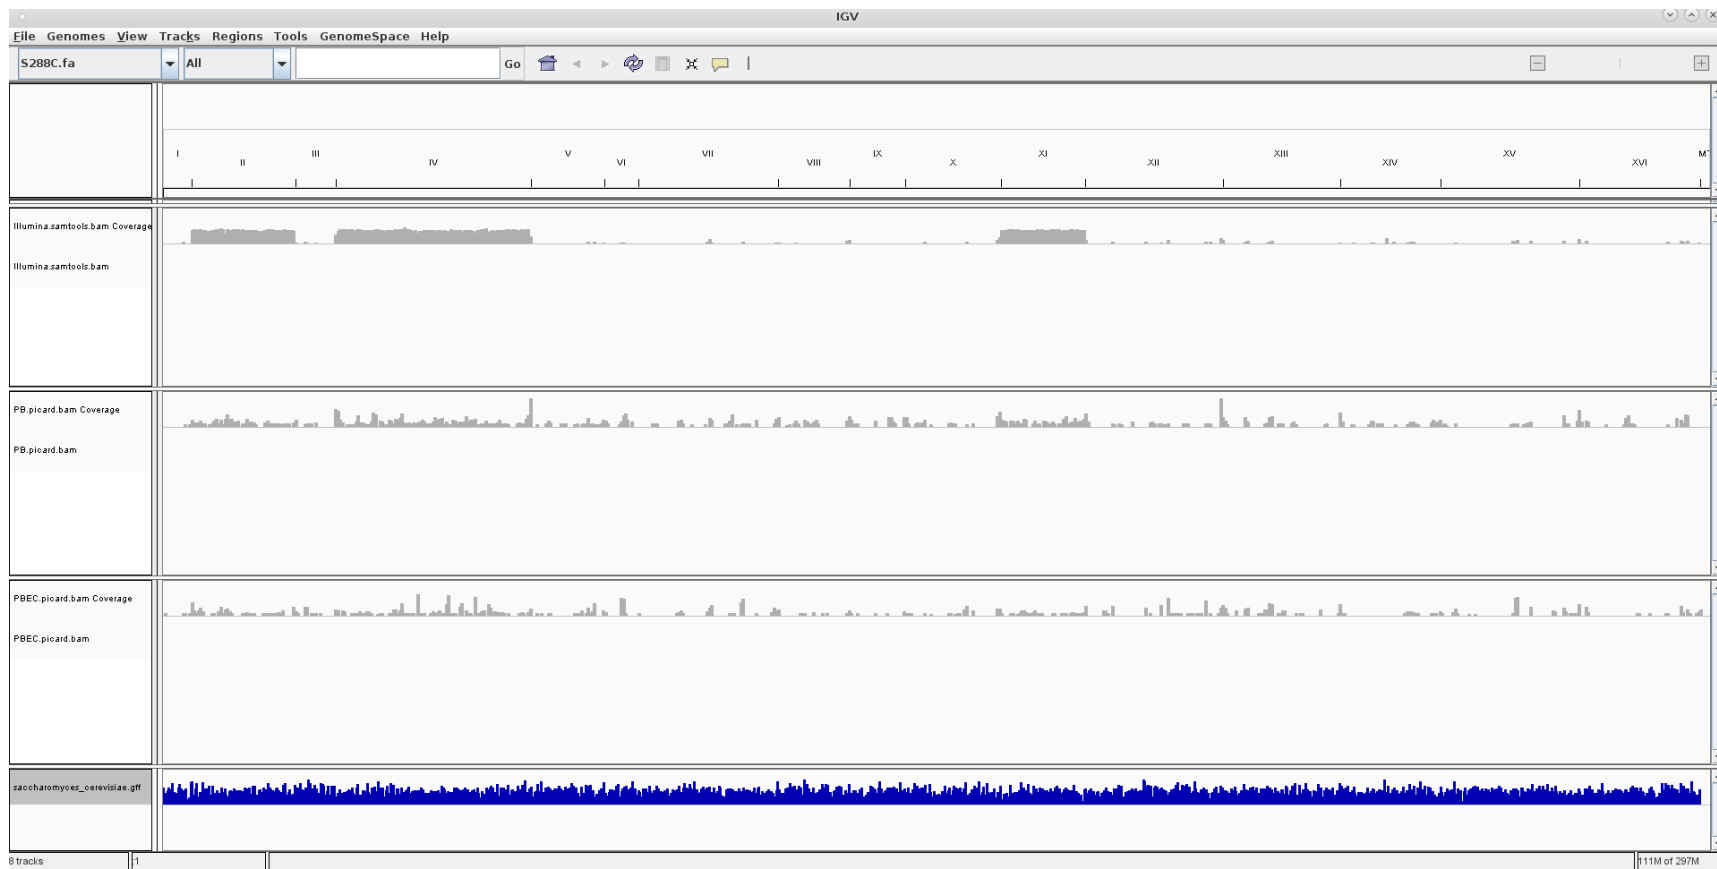 IGV
File Genomes View Tracks Regions Tools GenomeSpace Help
S288C.fa All Go
I II III IV V VI VII VIII IX X XI XII XIII XIV XV XVI
Illumina.samtools.bam Coverage
Illumina.samtools.bam
PB.picard.bam Coverage
PB.picard.bam
PBEC.picard.bam Coverage
PBEC.picard.bam
saccharomyces_cerevisiae.gff
8 tracks :1 111M of 297M